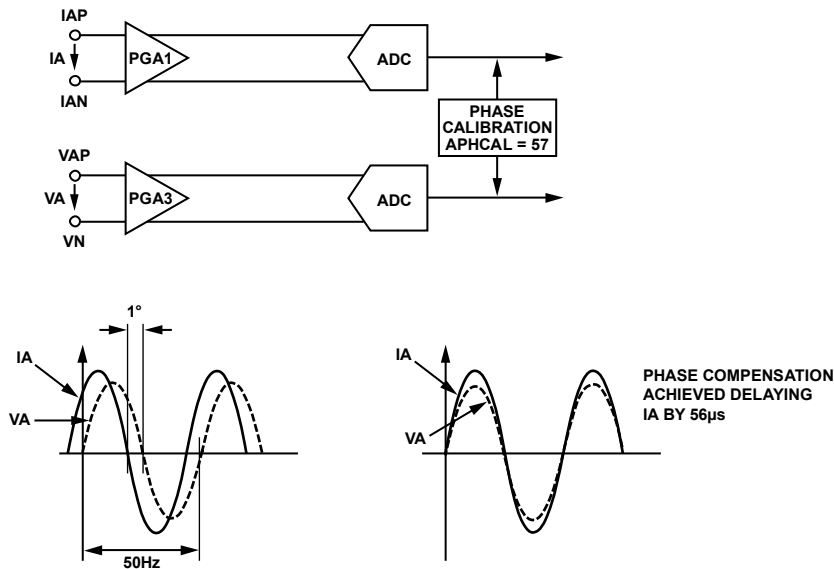 IAP
IA
IAN
PGA1
ADC
PHASE
CALIBRATION
APHCAL = 57
VAP
VA
VN
PGA3
ADC
1°
IA
VA
50Hz
IA
VA
PHASE COMPENSATION
ACHIEVED DELAYING
IA BY 56µs